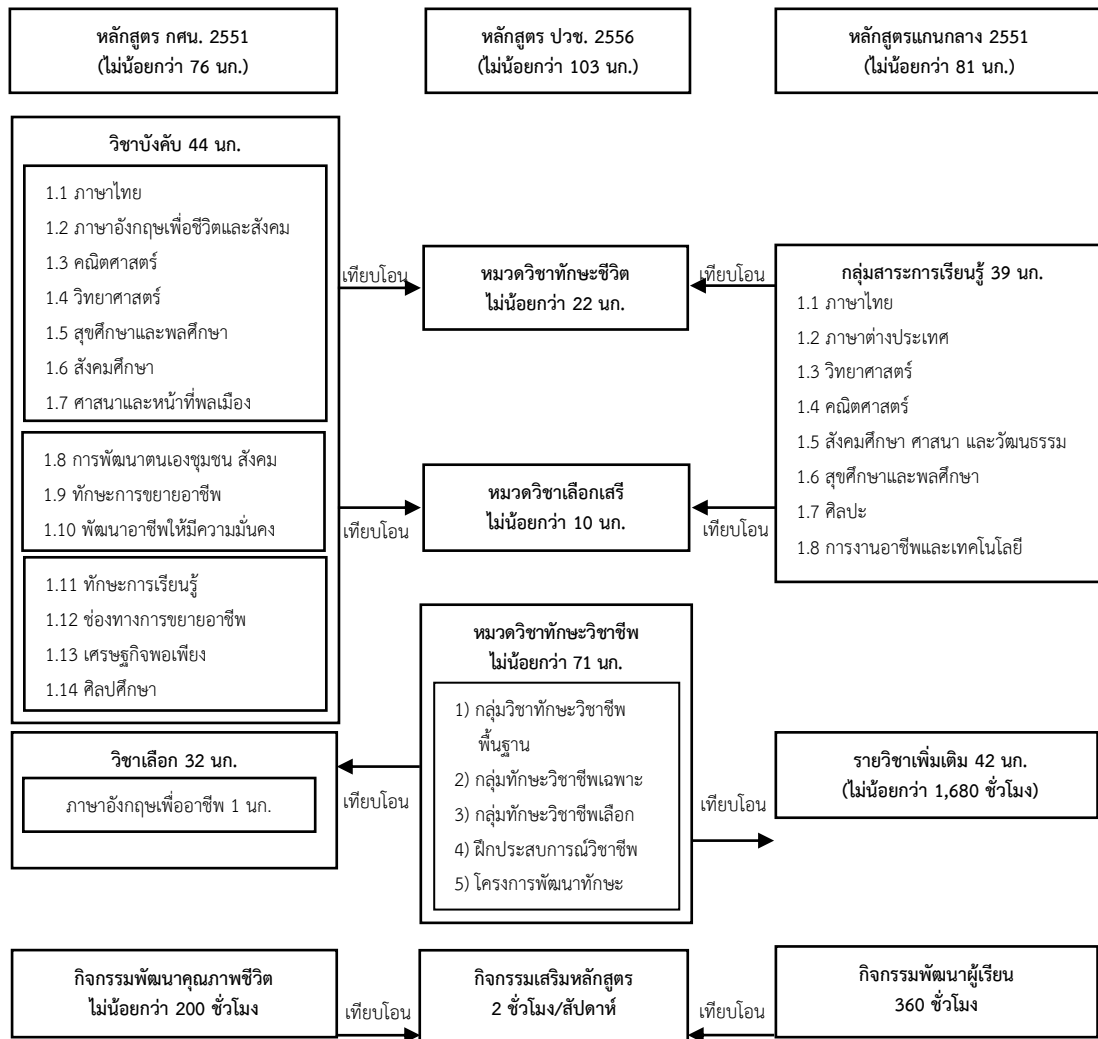 หลักสูตร กศน. 2551
(ไม่น้อยกว่า 76 นก.)
หลักสูตร ปวช. 2556
(ไม่น้อยกว่า 103 นก.)
หลักสูตรแกนกลาง 2551
(ไม่น้อยกว่า 81 นก.)
วิชาบังคับ 44 นก.
1.1 ภาษาไทย
1.2 ภาษาอังกฤษเพื่อชีวิตและสังคม
1.3 คณิตศาสตร์
1.4 วิทยาศาสตร์
1.5 สุขศึกษาและพลศึกษา
1.6 สังคมศึกษา
1.7 ศาสนาและหน้าที่พลเมือง
1.8 การพัฒนาตนเองชุมชน สังคม
1.9 ทักษะการขยายอาชีพ
1.10 พัฒนาอาชีพให้มีความมั่นคง
1.11 ทักษะการเรียนรู้
1.12 ช่องทางการขยายอาชีพ
1.13 เศรษฐกิจพอเพียง
1.14 ศิลปศึกษา
เทียบโอน
หมวดวิชาทักษะชีวิต
ไม่น้อยกว่า 22 นก.
เทียบโอน
เทียบโอน
หมวดวิชาเลือกเสรี
ไม่น้อยกว่า 10 นก.
เทียบโอน
กลุ่มสาระการเรียนรู้ 39 นก.
1.1 ภาษาไทย
1.2 ภาษาต่างประเทศ
1.3 วิทยาศาสตร์
1.4 คณิตศาสตร์
1.5 สังคมศึกษา ศาสนา และวัฒนธรรม
1.6 สุขศึกษาและพลศึกษา
1.7 ศิลปะ
1.8 การงานอาชีพและเทคโนโลยี
วิชาเลือก 32 นก.
ภาษาอังกฤษเพื่ออาชีพ 1 นก.
เทียบโอน
หมวดวิชาทักษะวิชาชีพ
ไม่น้อยกว่า 71 นก.
1) กลุ่มวิชาทักษะวิชาชีพ
พื้นฐาน
2) กลุ่มทักษะวิชาชีพเฉพาะ
3) กลุ่มทักษะวิชาชีพเลือก
4) ฝึกประสบการณ์วิชาชีพ
5) โครงการพัฒนาทักษะ
เทียบโอน
รายวิชาเพิ่มเติม 42 นก.
(ไม่น้อยกว่า 1,680 ชั่วโมง)
กิจกรรมพัฒนาคุณภาพชีวิต
ไม่น้อยกว่า 200 ชั่วโมง
เทียบโอน
กิจกรรมเสริมหลักสูตร
2 ชั่วโมง/สัปดาห์
เทียบโอน
กิจกรรมพัฒนาผู้เรียน
360 ชั่วโมง